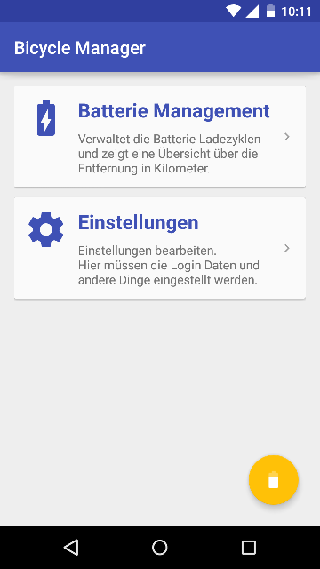 10:11
Bicycle Manager
Batterie Management
Verwaltet die Batterie Ladezyklen
und zeigt eine Übersicht über die
Entfernung in Kilometer.
Einstellungen
Einstellungen bearbeiten.
Hier müssen die Login Daten und
andere Dinge eingestellt werden.